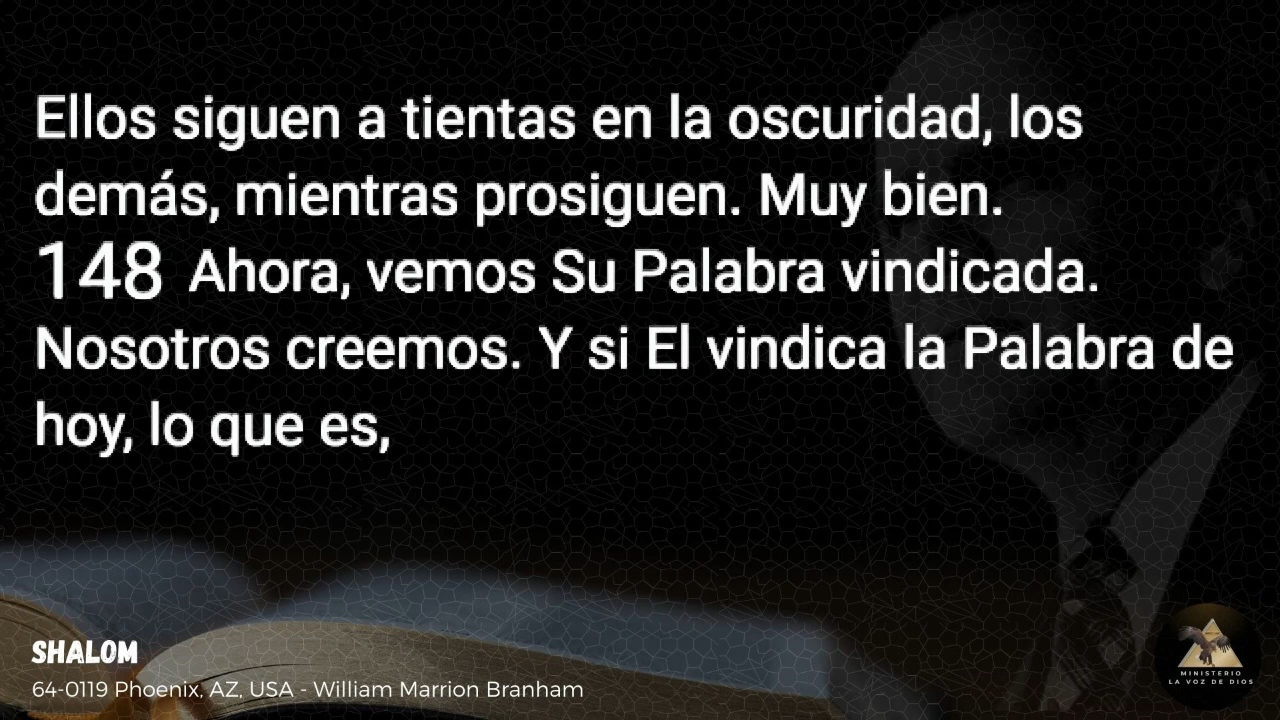 Ellos siguen a tientas en la oscuridad, los
demás, mientras prosiguen. Muy bien.
148 Ahora, vemos Su Palabra vindicada.
Nosotros creemos. Y si El vindica la Palabra de
hoy, lo que es,
SHALOM
64-0119 Phoenix, AZ, USA - William Marrion Branham
MINISTERIO
LA VOZ DE DIOS